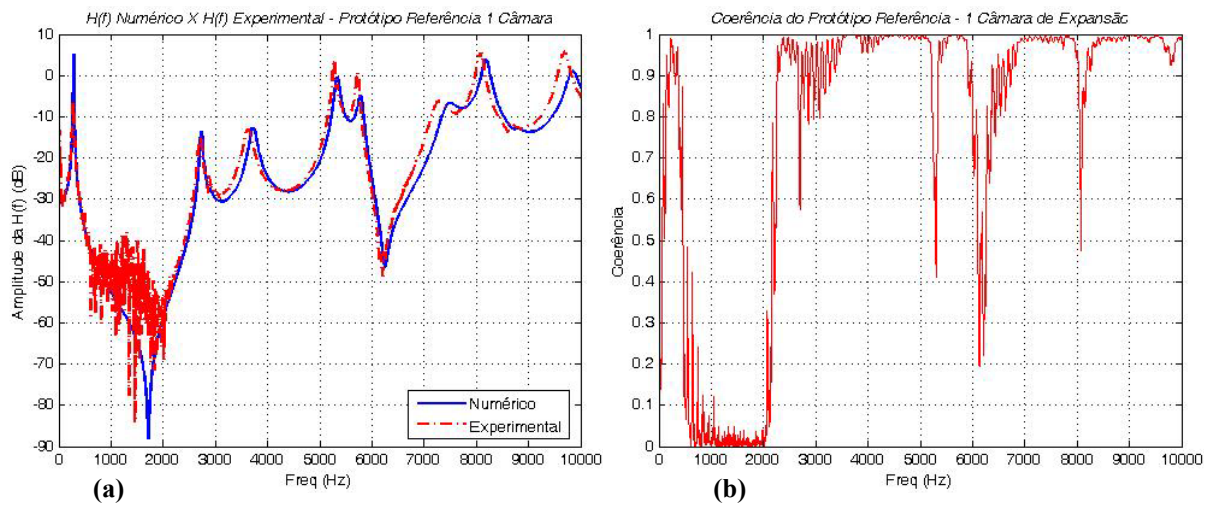 H(f) Numérico X H(f) Experimental - Protótipo Referência 1 Câmara
10
0
-10
-20
-30
-40
-50
-60
-70
-80
-90
Amplitude da H(f) (dB)
0 1000 2000 3000 4000 5000 6000 7000 8000 9000 10000
Freq (Hz)
Numérico
Experimental
(a)
Coerência do Protótipo Referência - 1 Câmara de Expansão
1
0.9
0.8
0.7
0.6
0.5
0.4
0.3
0.2
0.1
0
Coerência
0 1000 2000 3000 4000 5000 6000 7000 8000 9000 10000
Freq (Hz)
(b)